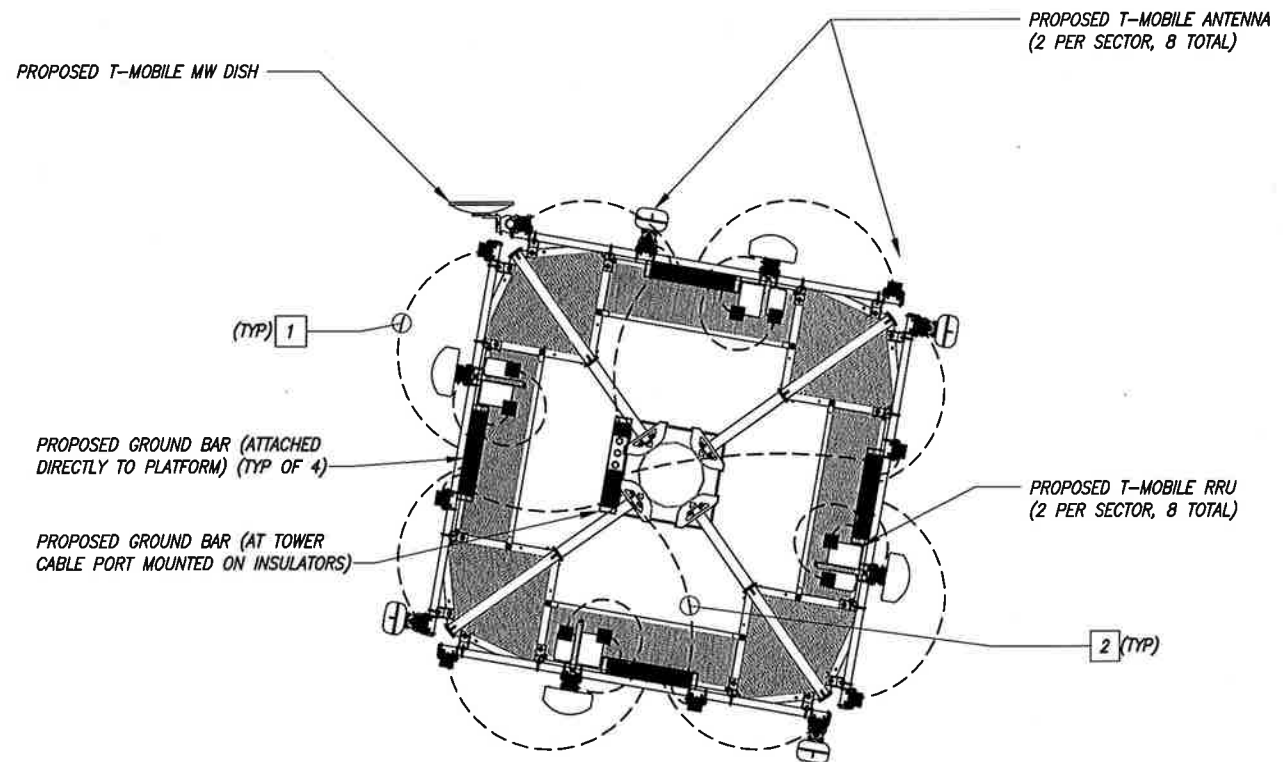 PROPOSED T-MOBILE ANTENNA
(2 PER SECTOR, 8 TOTAL)
PROPOSED T-MOBILE MW DISH
(TYP) 1
PROPOSED GROUND BAR (ATTACHED
DIRECTLY TO PLATFORM) (TYP OF 4)
PROPOSED T-MOBILE RRU
(2 PER SECTOR, 8 TOTAL)
PROPOSED GROUND BAR (AT TOWER
CABLE PORT MOUNTED ON INSULATORS)
2 (TYP)